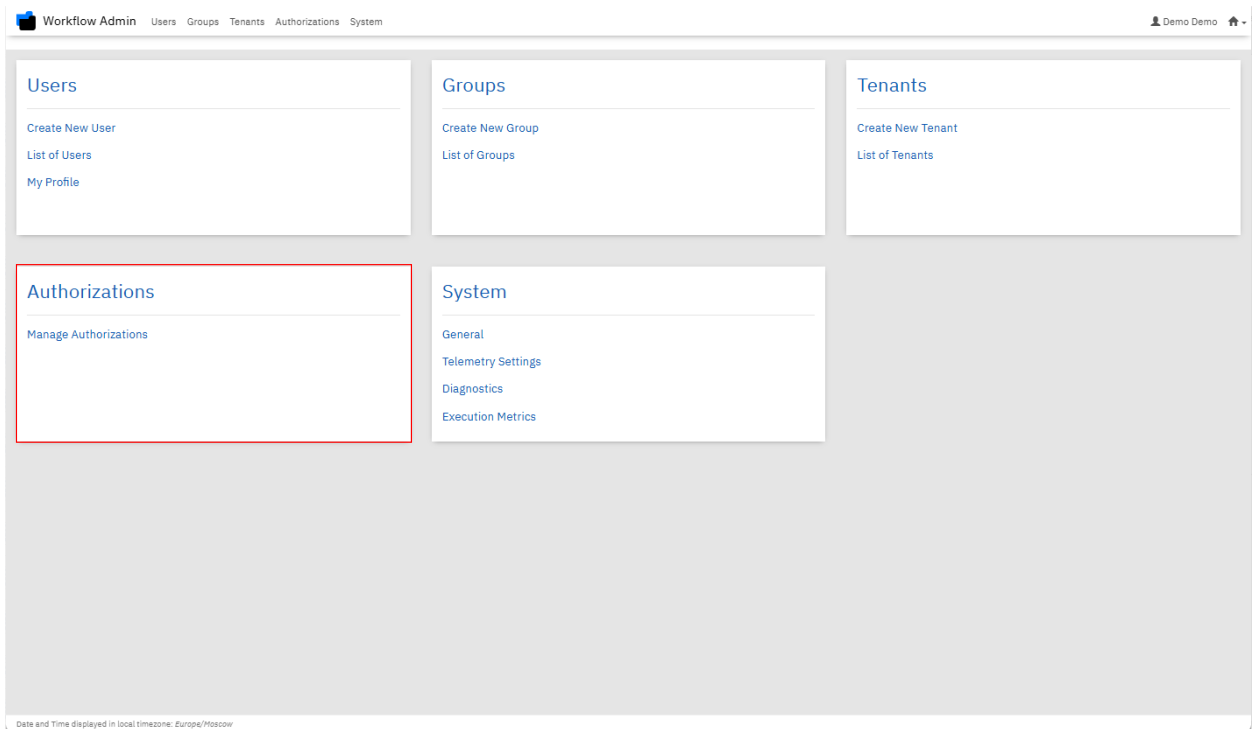 Workflow Admin Users Groups Tenants Authorizations System Demo Demo
Users
Create New User
List of Users
My Profile
Groups
Create New Group
List of Groups
Tenants
Create New Tenant
List of Tenants
Authorizations
Manage Authorizations
System
General
Telemetry Settings
Diagnostics
Execution Metrics
Date and Time displayed in local timezone: Europe/Moscow